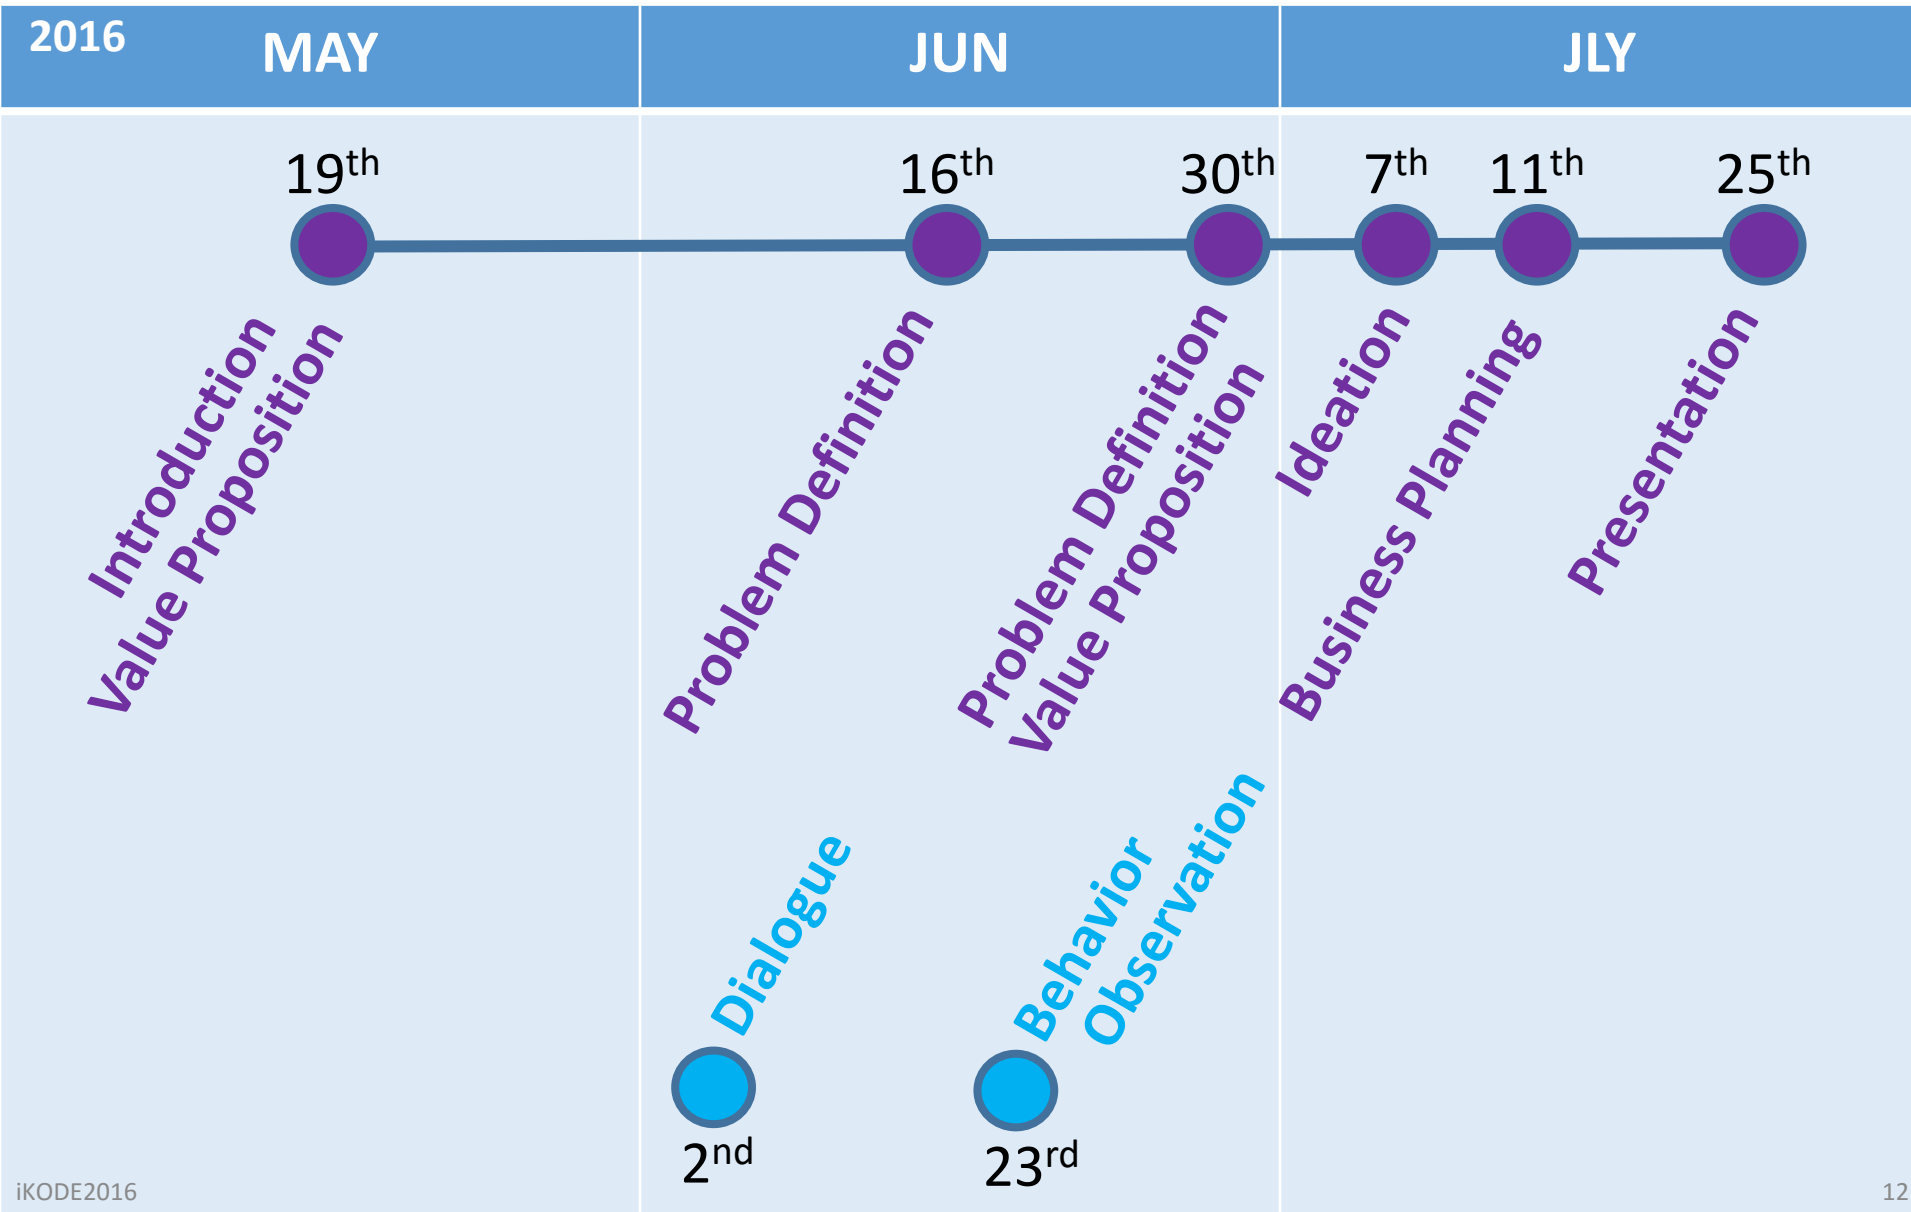 2016
MAY
JUN
JLY
19th
16th
30th
7th
11th
25th
Introduction
Value Proposition
Problem Definition
Problem Definition
Value Proposition
Ideation
Business Planning
Presentation
Dialogue
Behavior
Observation
2nd
23rd
iKODE2016
12